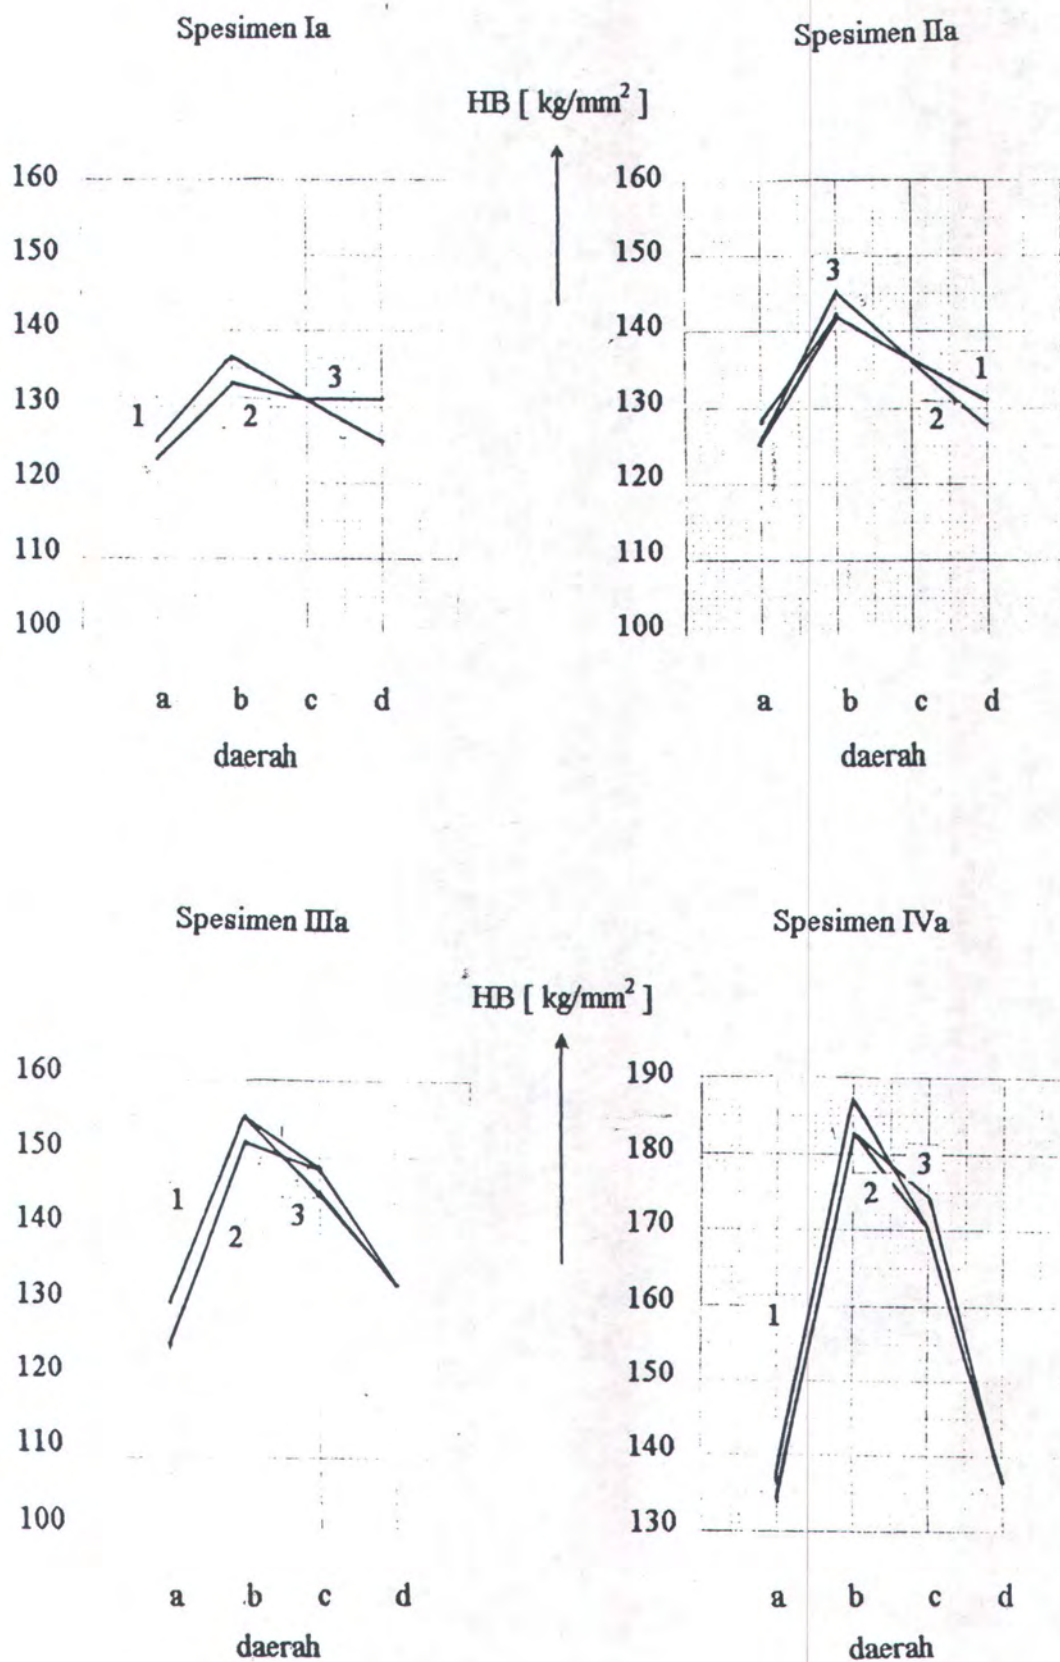 Spesimen Ia
Spesimen IIa
HB [ kg/mm² ]
160
150
140
130
120
110
100
1
2
3
a b c d
daerah
160
150
140
130
120
110
100
3
1
2
a b c d
daerah
Spesimen IIIa
Spesimen IVa
HB [ kg/mm² ]
160
150
140
130
120
110
100
1
2
3
a b c d
daerah
190
180
170
160
150
140
130
3
2
1
a b c d
daerah